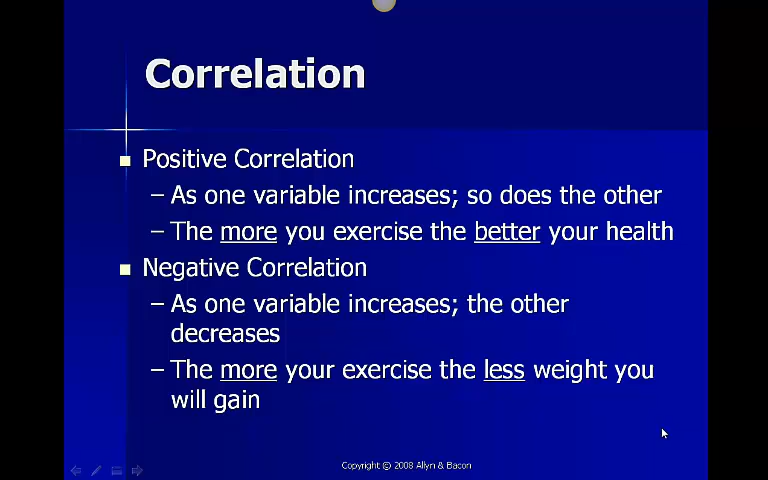 Correlation
Positive Correlation
– As one variable increases; so does the other
– The more you exercise the better your health
Negative Correlation
– As one variable increases; the other
decreases
– The more your exercise the less weight you
will gain
Copyright © 2008 Allyn & Bacon